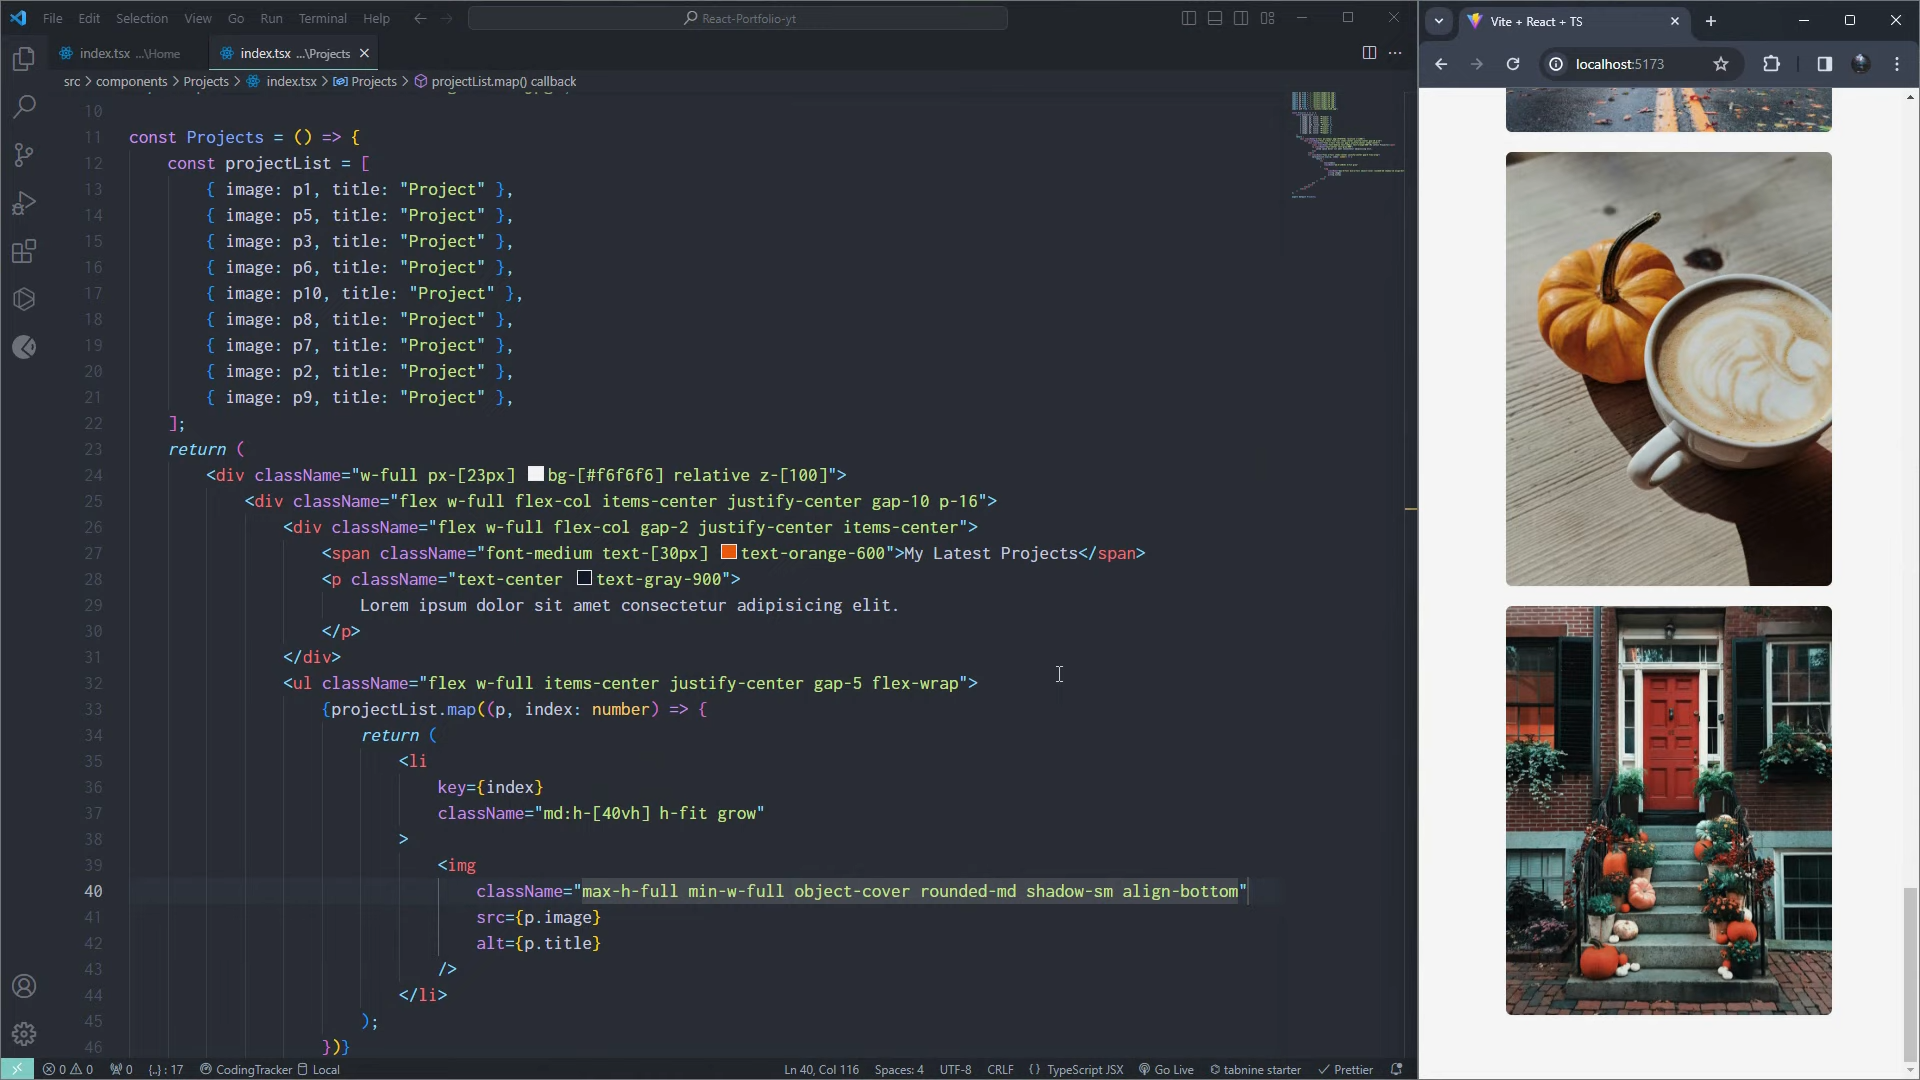 File Edit Selection View Go Run Terminal Help
React-Portfolio-yt
index.tsx ...\Home
index.tsx ...\Projects
src > components > Projects > index.tsx > Projects > projectList.map() callback
10
11 const Projects = () => {
12 const projectList = [
13 { image: p1, title: "Project" },
14 { image: p5, title: "Project" },
15 { image: p3, title: "Project" },
16 { image: p6, title: "Project" },
17 { image: p10, title: "Project" },
18 { image: p8, title: "Project" },
19 { image: p7, title: "Project" },
20 { image: p2, title: "Project" },
21 { image: p9, title: "Project" },
22 ];
23 return (
24 <div className="w-full px-[23px] bg-[#f6f6f6] relative z-[100]">
25 <div className="flex w-full flex-col items-center justify-center gap-10 p-16">
26 <div className="flex w-full flex-col gap-2 justify-center items-center">
27 <span className="font-medium text-[30px] text-orange-600">My Latest Projects</span>
28 <p className="text-center text-gray-900">
29 Lorem ipsum dolor sit amet consectetur adipisicing elit.
30 </p>
31 </div>
32 <ul className="flex w-full items-center justify-center gap-5 flex-wrap">
33 {projectList.map((p, index: number) => {
34 return (
35 <li
36 key={index}
37 className="md:h-[40vh] h-fit grow"
38 >
39 <img
40 className="max-h-full min-w-full object-cover rounded-md shadow-sm align-bottom"
41 src={p.image}
42 alt={p.title}
43 />
44 </li>
45 );
46 })}
0 0 0 {..} : 17 CodingTracker Local
Ln 40, Col 116 Spaces: 4 UTF-8 CRLF {} TypeScript JSX Go Live tabnine starter Prettier
Vite + React + TS
localhost:5173